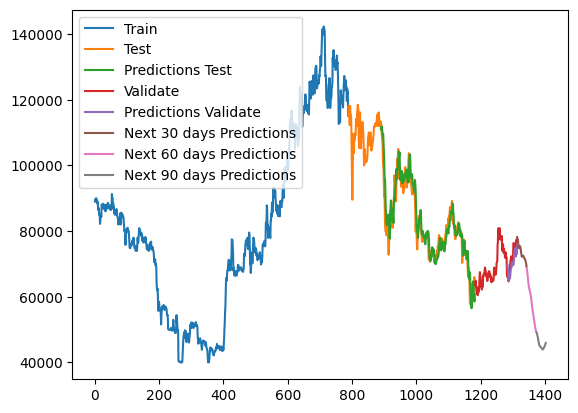 140000
120000
100000
80000
60000
40000
Train
Test
Predictions Test
Validate
Predictions Validate
Next 30 days Predictions
Next 60 days Predictions
Next 90 days Predictions
0 200 400 600 800 1000 1200 1400